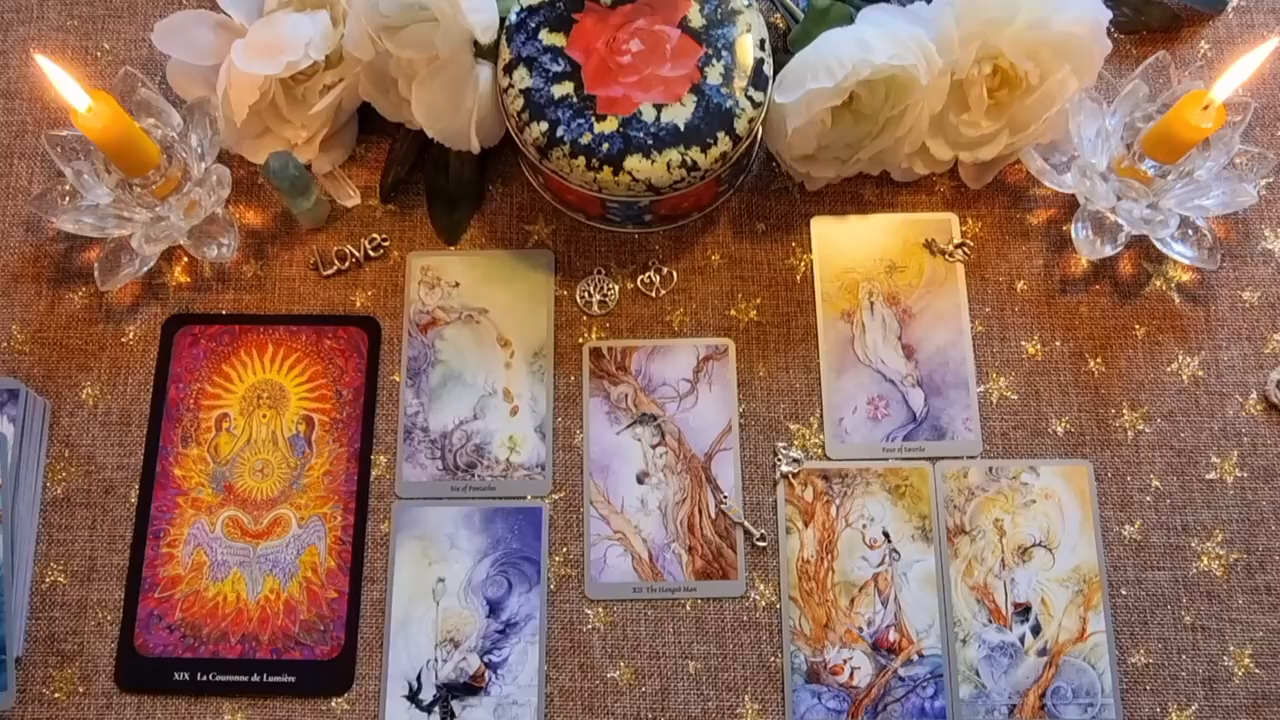 Love
Six of Pentacles
Four of Swords
XII The Hanged Man
XIX La Couronne de Lumière